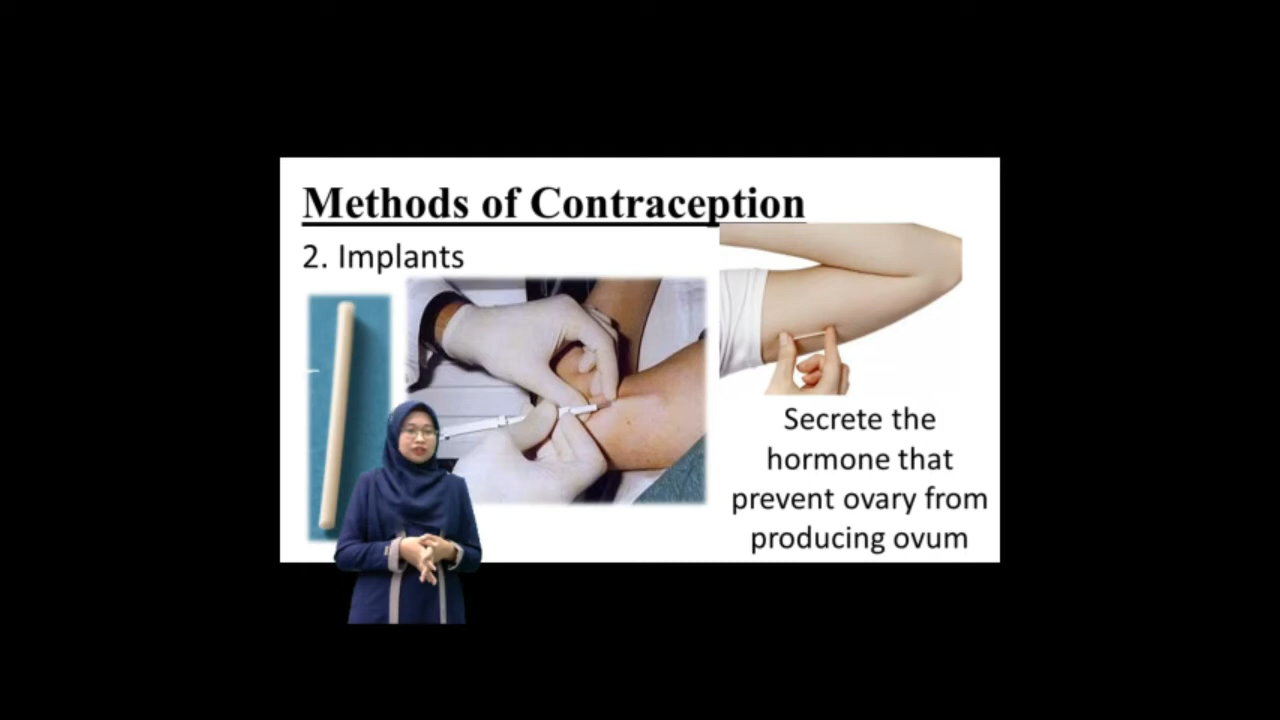 Methods of Contraception
2. Implants
Secrete the
hormone that
prevent ovary from
producing ovum